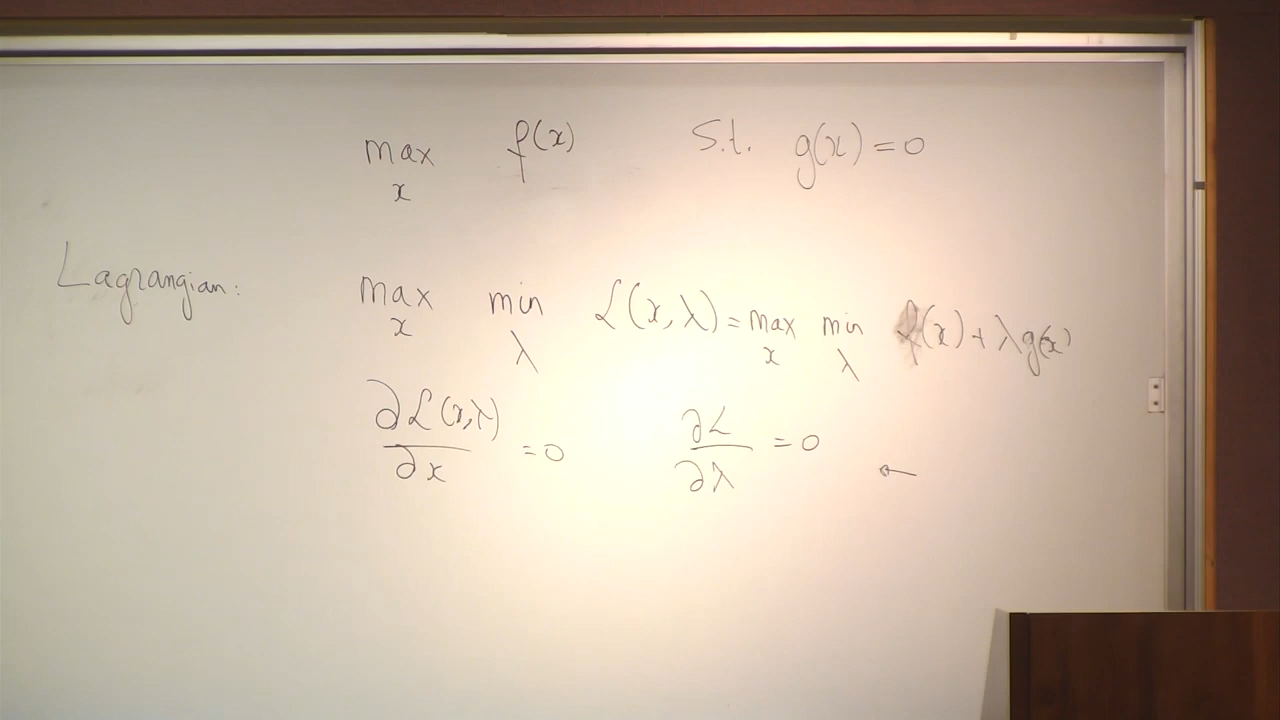 max f(x) S.t. g(x) = 0
x
Lagrangian: max min ℒ(x, λ) = max min f(x) + λg(x)
x λ x λ
∂ℒ(x,λ)/∂x = 0 ∂ℒ/∂λ = 0 ←